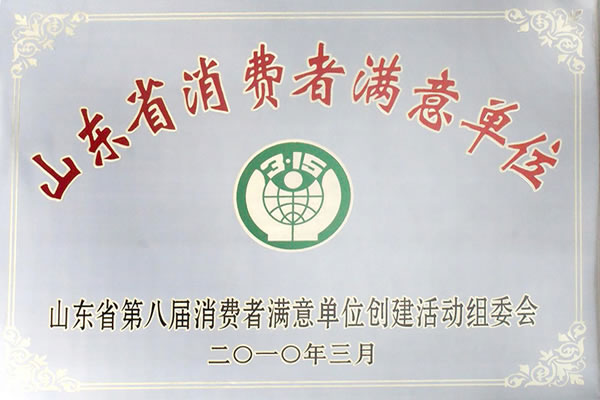 山东省消费者满意单位
3·15
山东省第八届消费者满意单位创建活动组委会
二〇一〇年三月